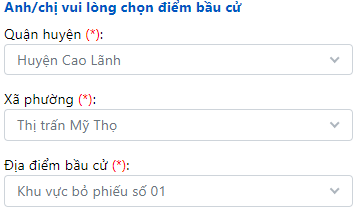 Anh/chị vui lòng chọn điểm bầu cử
Quận huyện (*):
Huyện Cao Lãnh
Xã phường (*):
Thị trấn Mỹ Thọ
Địa điểm bầu cử (*):
Khu vực bỏ phiếu số 01